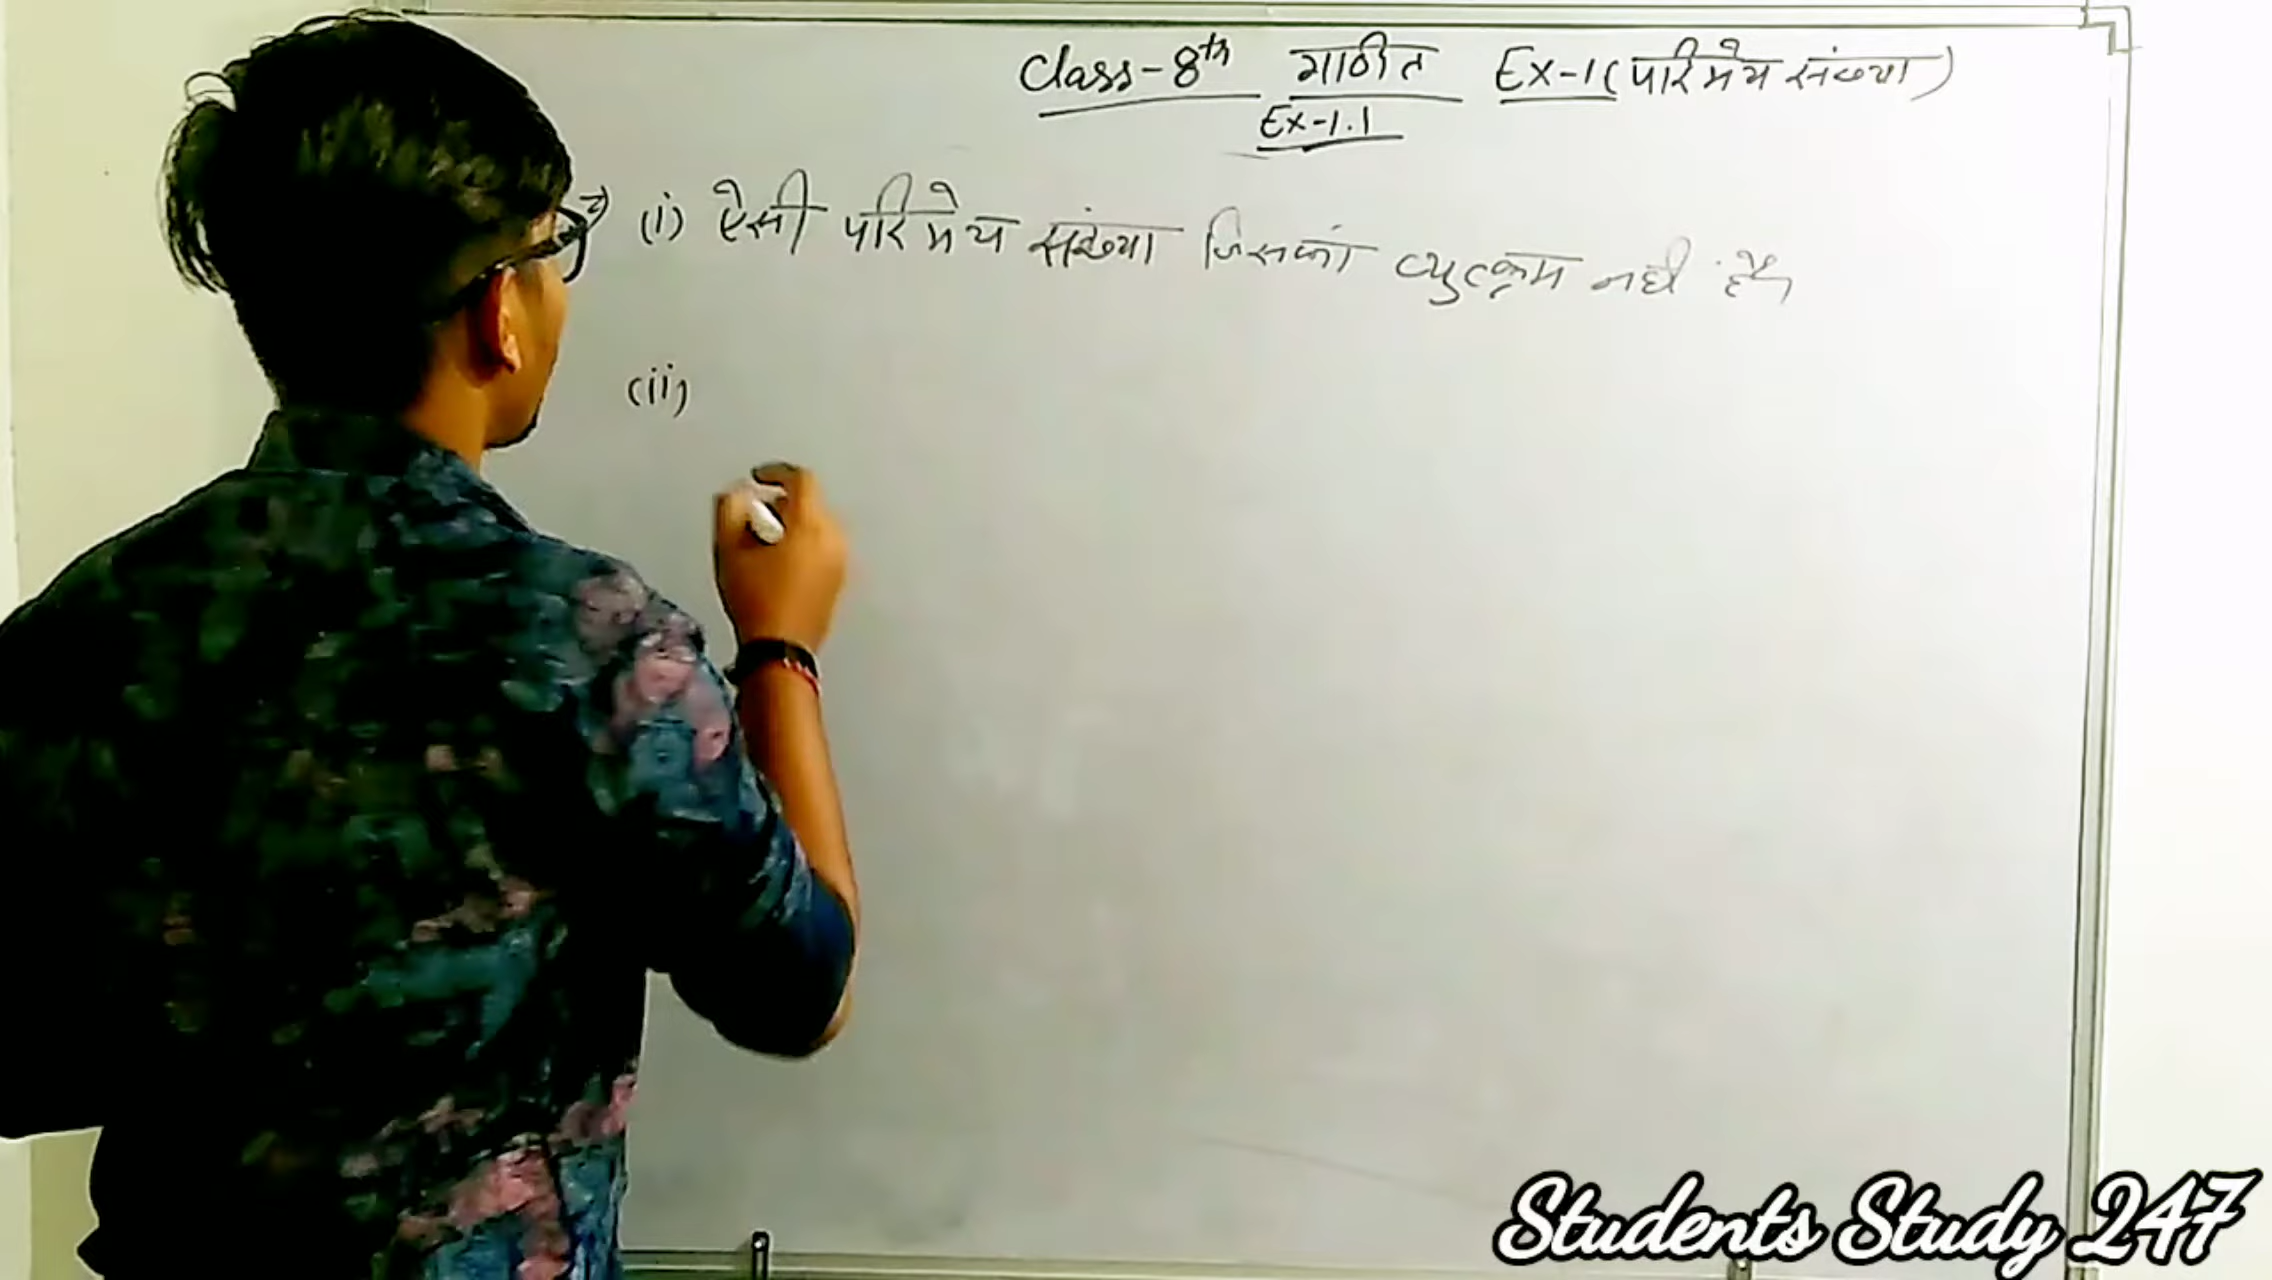 Class-8th गणित Ex-1(परिमेय संख्या)
Ex-1.1
(i) ऐसी परिमेय संख्या जिसका व्युत्क्रम नही है
(ii)
Students Study 247